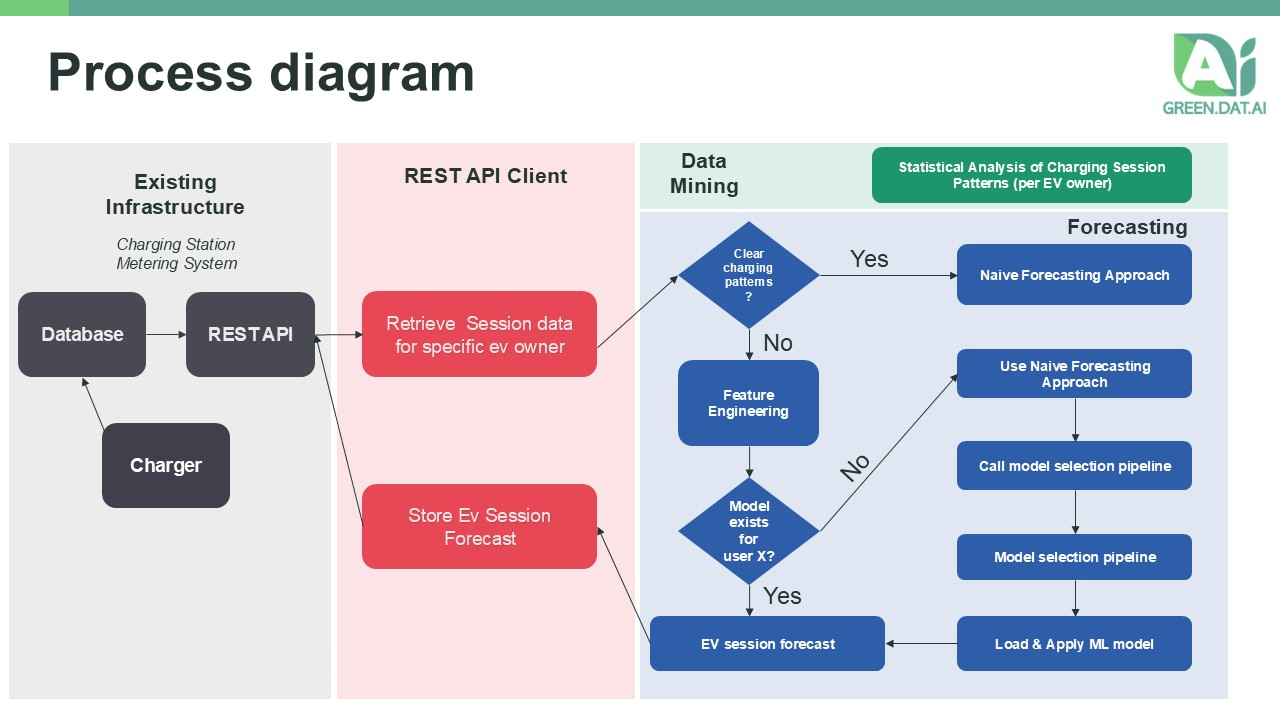 Process diagram
Ai
GREEN.DAT.AI
Existing
Infrastructure
Charging Station
Metering System
Database
REST API
Charger
REST API Client
Retrieve Session data
for specific ev owner
Store Ev Session
Forecast
Data
Mining
Statistical Analysis of Charging Session
Patterns (per EV owner)
Forecasting
Clear
charging
patterns
?
Yes
Naive Forecasting Approach
No
Feature
Engineering
Use Naive Forecasting
Approach
No
Call model selection pipeline
Model
exists
for
user X?
Model selection pipeline
Yes
EV session forecast
Load & Apply ML model
TEC